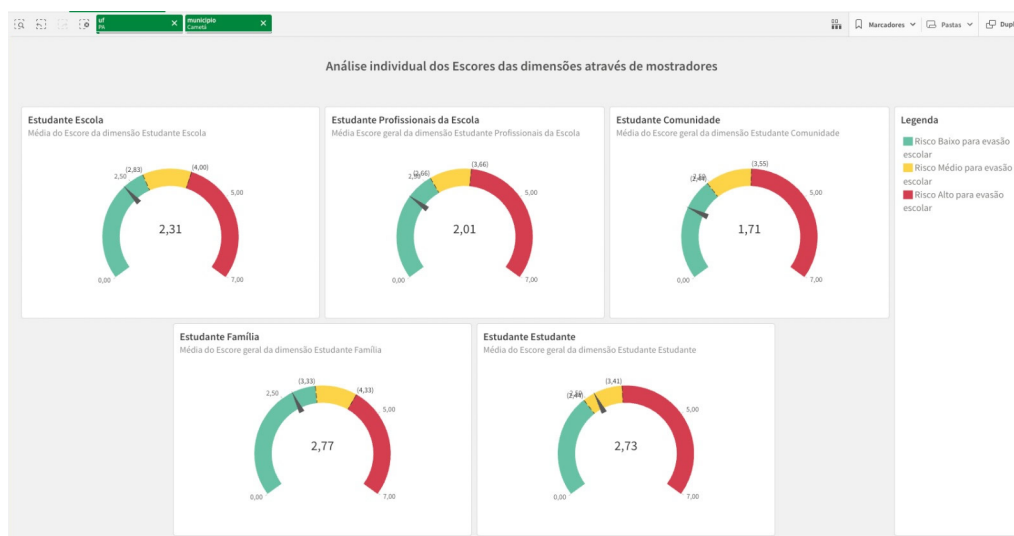 uf
PA
município
Cametá
Marcadores
Pastas
Dupl
Análise individual dos Escores das dimensões através de mostradores
Estudante Escola
Média do Escore da dimensão Estudante Escola
(2,83)
(4,00)
2,50
5,00
2,31
0,00
7,00
Estudante Profissionais da Escola
Média Escore geral da dimensão Estudante Profissionais da Escola
(2,66)
(3,66)
5,00
2,01
0,00
7,00
Estudante Comunidade
Média do Escore geral da dimensão Estudante Comunidade
(3,55)
(2,44)
5,00
1,71
0,00
7,00
Legenda
Risco Baixo para evasão
escolar
Risco Médio para evasão
escolar
Risco Alto para evasão
escolar
Estudante Família
Média do Escore geral da dimensão Estudante Família
(3,33)
2,50
(4,33)
5,00
2,77
0,00
7,00
Estudante Estudante
Média do Escore geral da dimensão Estudante Estudante
(3,41)
(2,44)
5,00
2,73
0,00
7,00